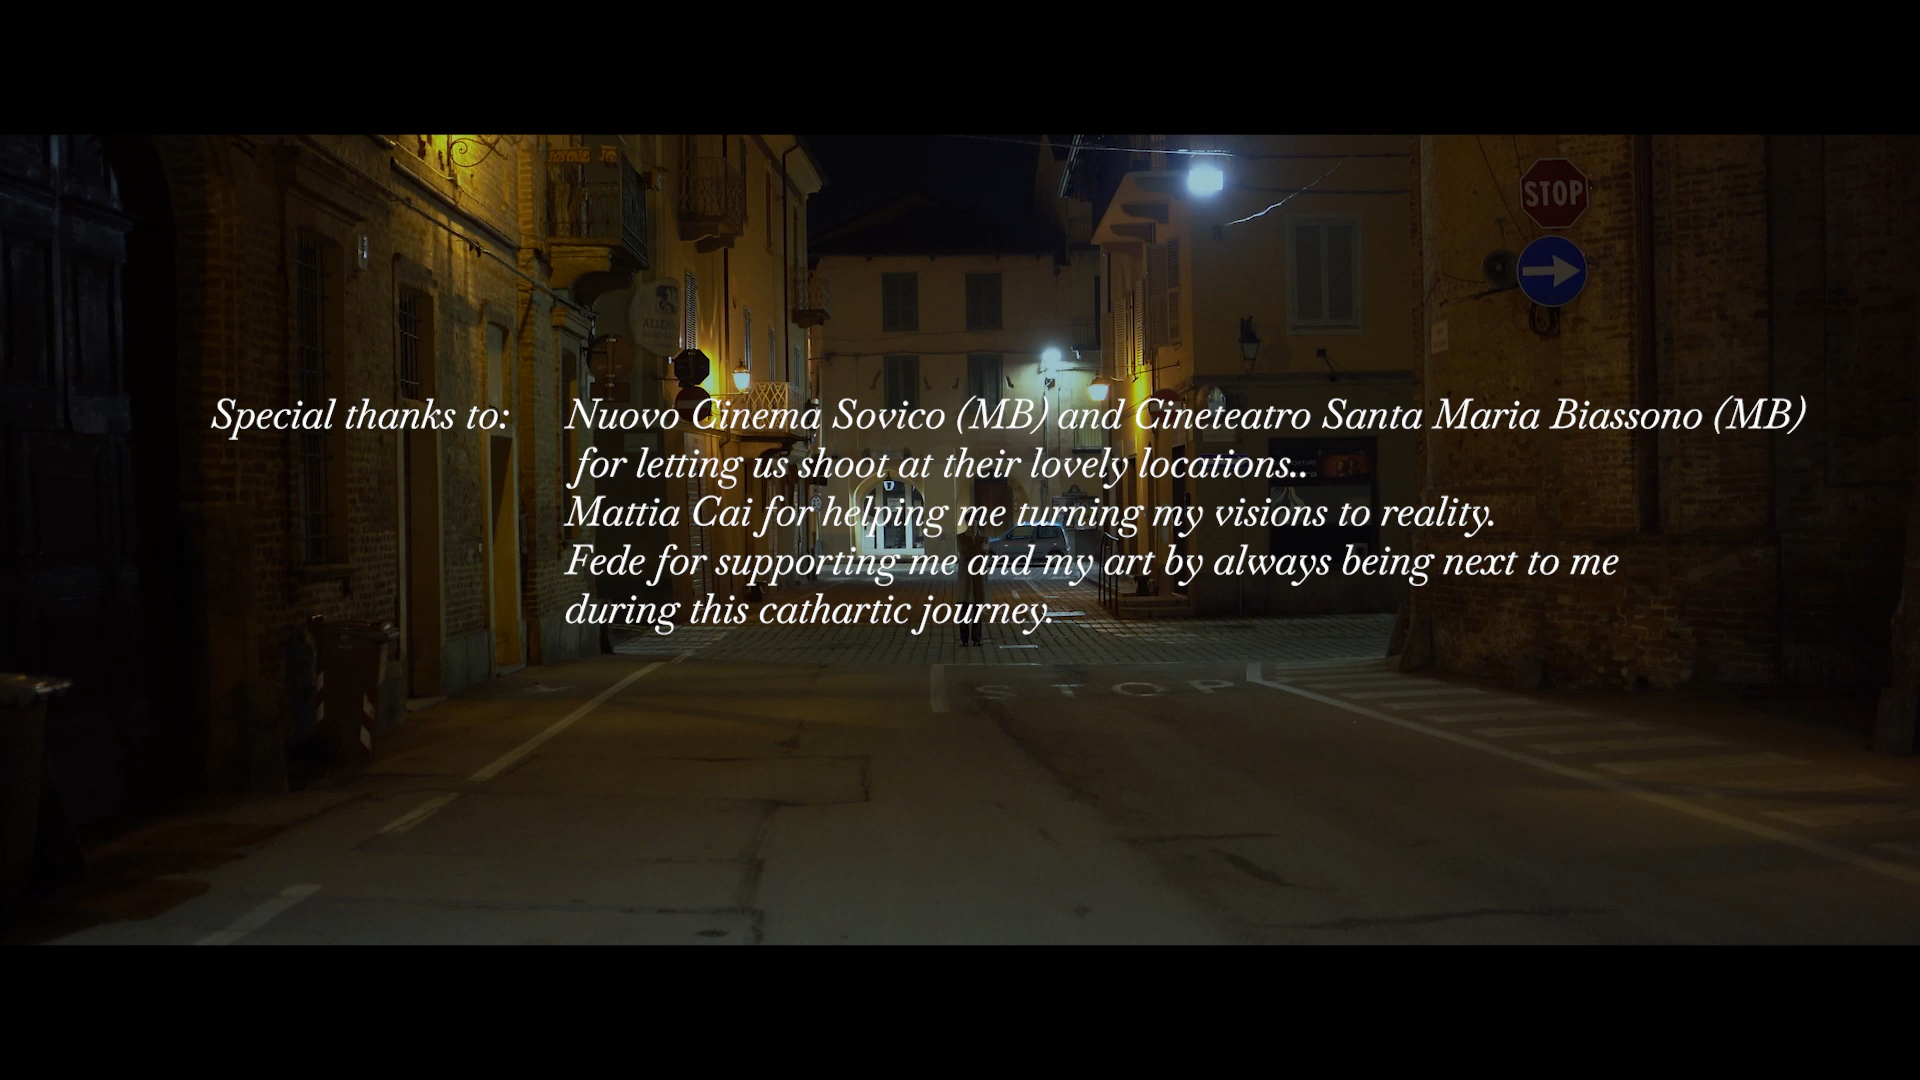 STOP
Special thanks to: Nuovo Cinema Sovico (MB) and Cineteatro Santa Maria Biassono (MB)
for letting us shoot at their lovely locations..
Mattia Cai for helping me turning my visions to reality.
Fede for supporting me and my art by always being next to me
during this cathartic journey.
STOP